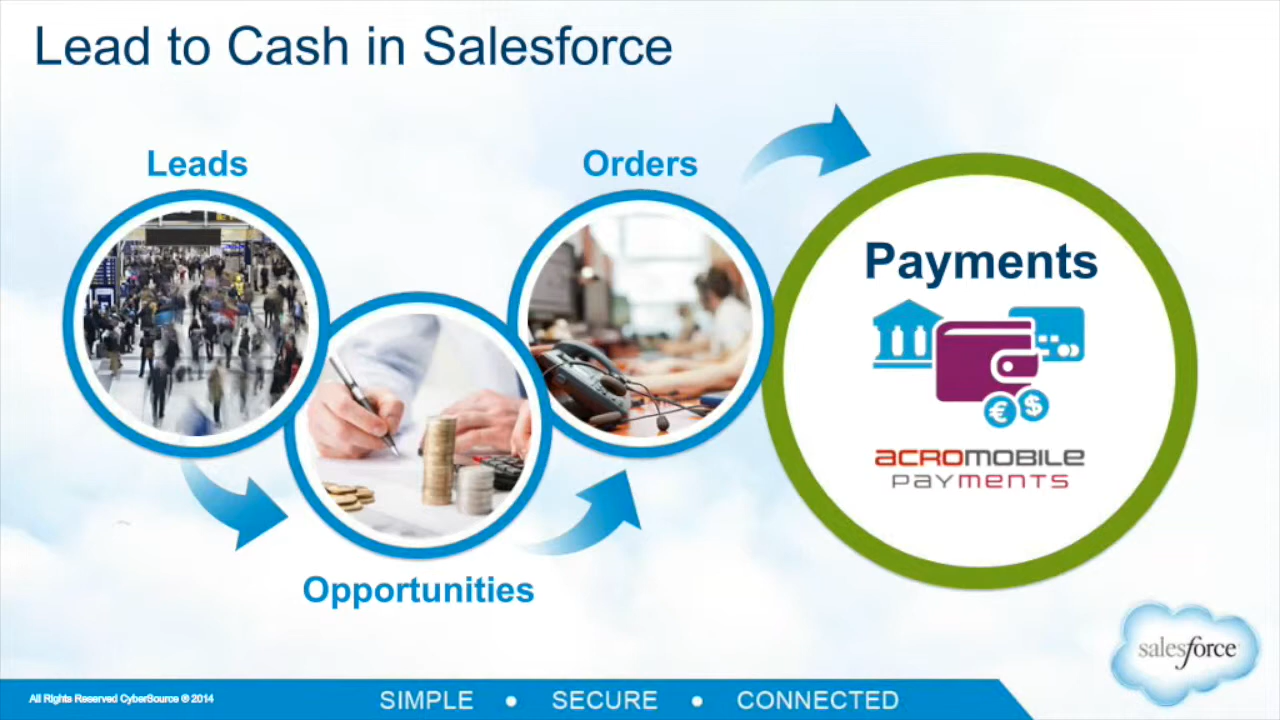 Lead to Cash in Salesforce
Leads
Orders
Payments
€ $
ACROMOBILE
PAYMENTS
Opportunities
salesforce
All Rights Reserved CyberSource ® 2014
SIMPLE • SECURE • CONNECTED